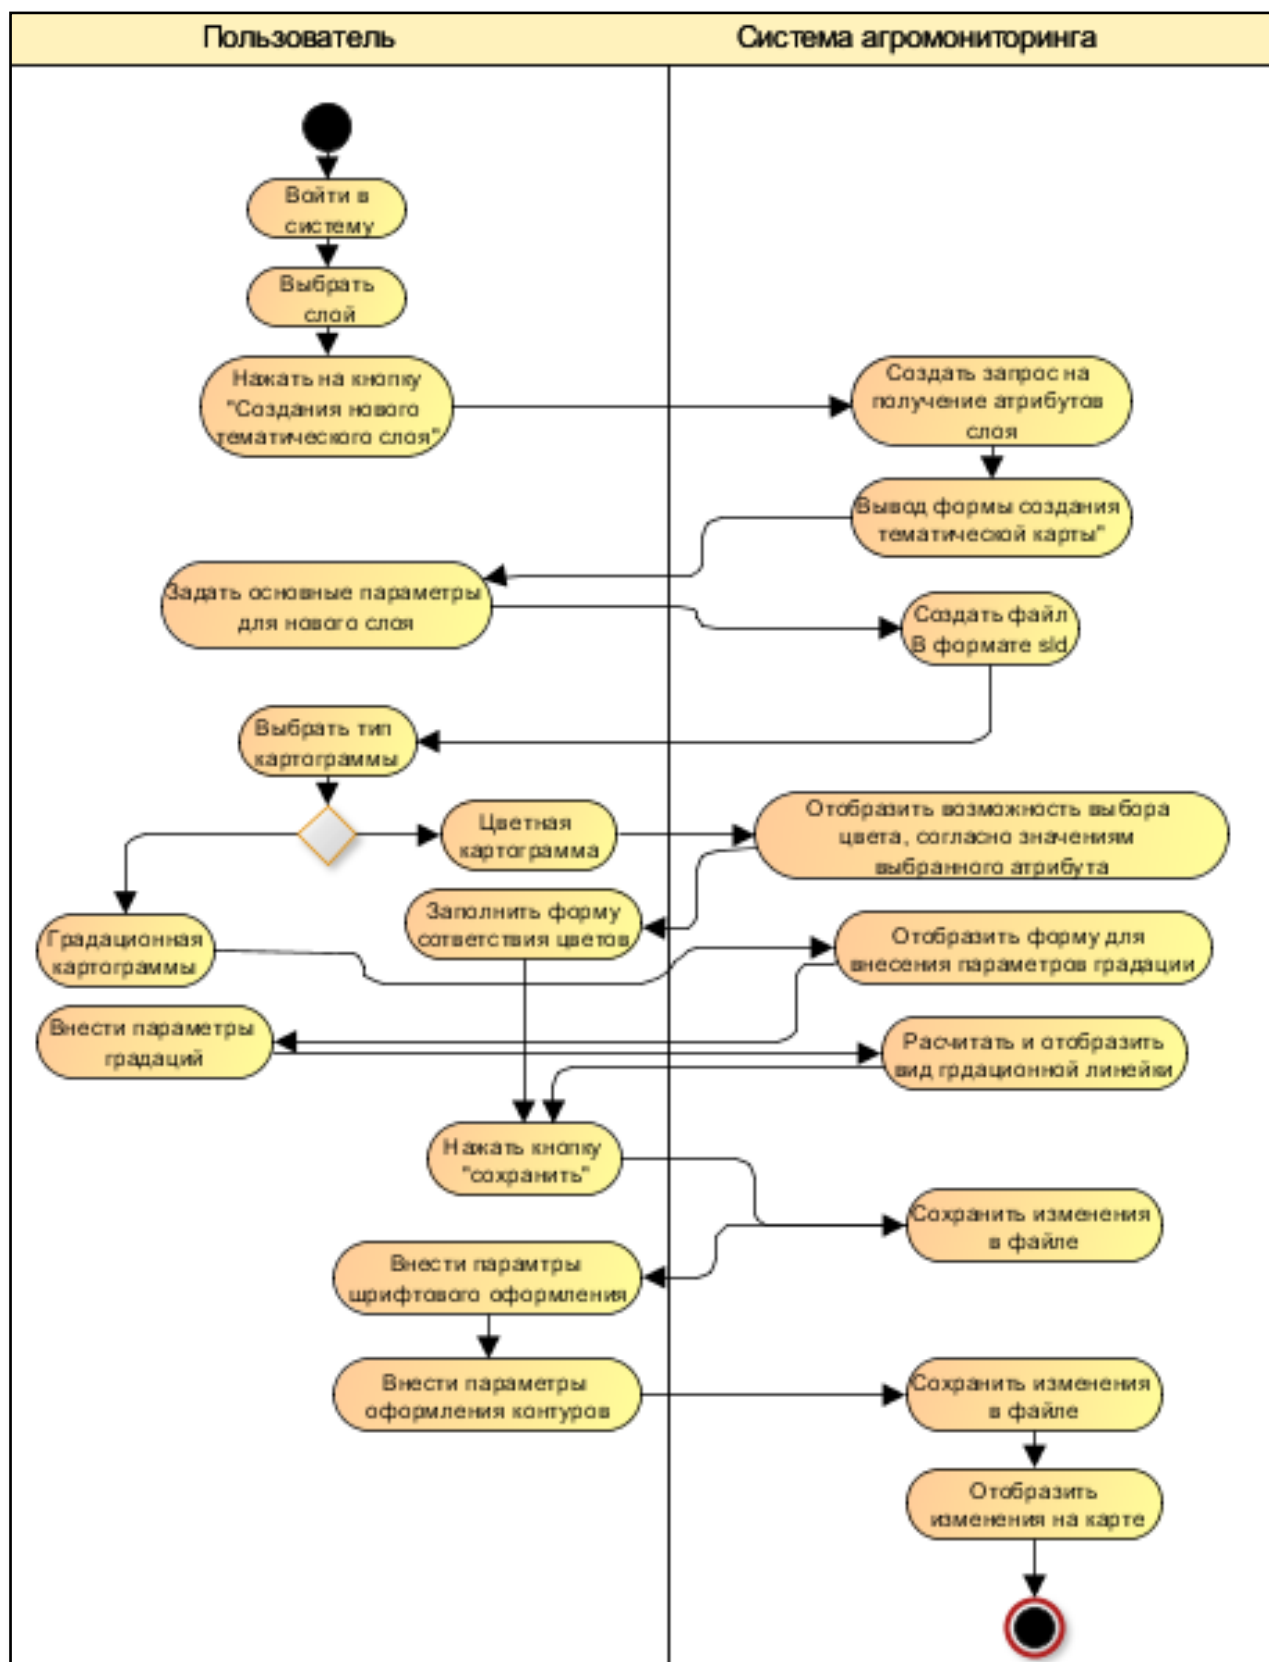 Пользователь
Система агромониторинга
Войти в
систему
Выбрать
слой
Нажать на кнопку
"Создания нового
тематического слоя"
Создать запрос на
получение атрибутов
слоя
Вывод формы создания
тематической карты"
Задать основные параметры
для нового слоя
Создать файл
В формате sld
Выбрать тип
картограммы
Цветная
картограмма
Отобразить возможность выбора
цвета, согласно значениям
выбранного атрибута
Заполнить форму
сответствия цветов
Градационная
картограммы
Отобразить форму для
внесения параметров градации
Внести параметры
градаций
Расчитать и отобразить
вид грдационной линейки
Нажать кнопку
"сохранить"
Сохранить изменения
в файле
Внести парамтры
шрифтового оформления
Внести параметры
оформления контуров
Сохранить изменения
в файле
Отобразить
изменения на карте